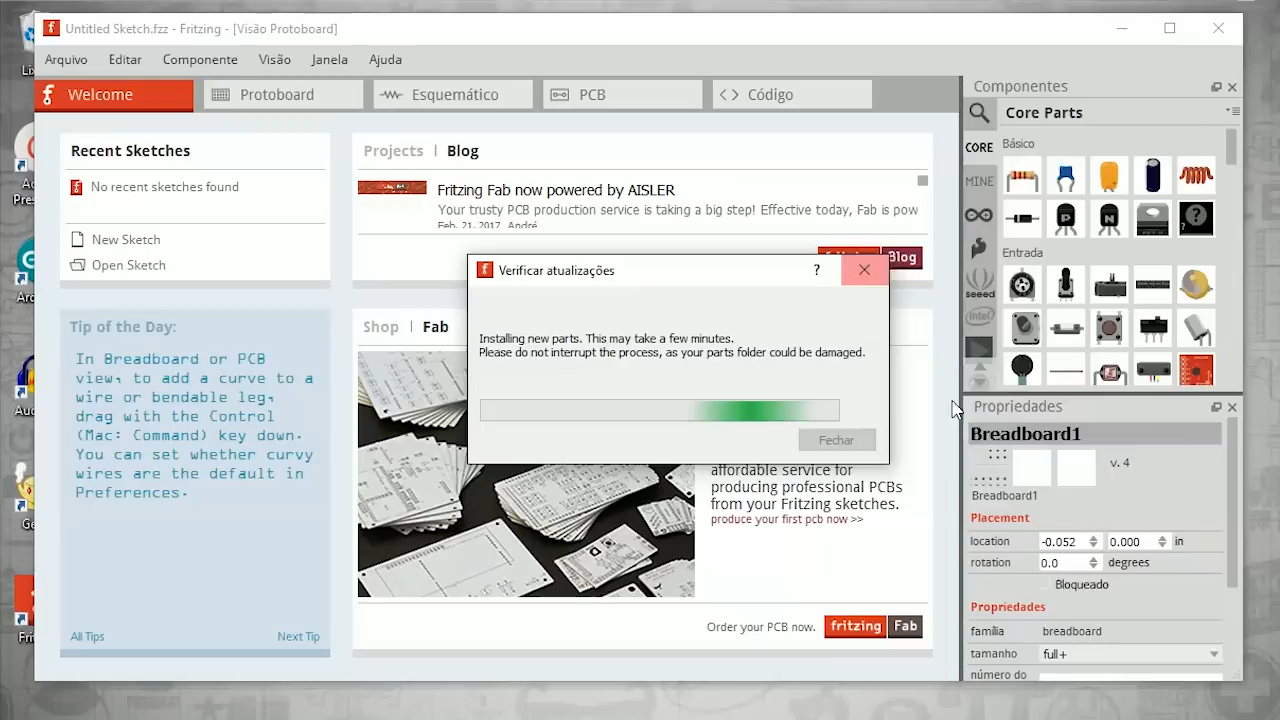 Untitled Sketch.fzz - Fritzing - [Visão Protoboard]
Arquivo Editar Componente Visão Janela Ajuda
Welcome Protoboard Esquemático PCB Código
Recent Sketches
No recent sketches found
New Sketch
Open Sketch
Projects | Blog
Fritzing Fab now powered by AISLER
Your trusty PCB production service is taking a big step! Effective today, Fab is pow
Feb. 21, 2017, André
Blog
Tip of the Day:
In Breadboard or PCB
view, to add a curve to a
wire or bendable leg,
drag with the Control
(Mac: Command) key down.
You can set whether curvy
wires are the default in
Preferences.
All Tips Next Tip
Shop | Fab
Verificar atualizações
?
Installing new parts. This may take a few minutes.
Please do not interrupt the process, as your parts folder could be damaged.
Fechar
affordable service for
producing professional PCBs
from your Fritzing sketches.
produce your first pcb now >>
Order your PCB now. fritzing Fab
Componentes
Core Parts
CORE
MINE
seeed
intel
Básico
P N ?
Entrada
Propriedades
Breadboard1
v. 4
Breadboard1
Placement
location -0.052 0.000 in
rotation 0.0 degrees
Bloqueado
Propriedades
família breadboard
tamanho full+
número do